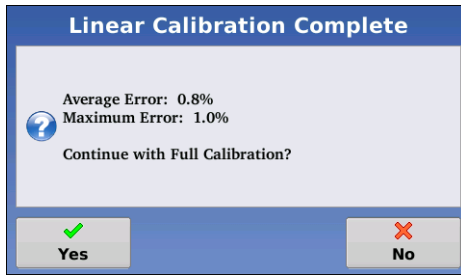 Linear Calibration Complete
Average Error: 0.8%
Maximum Error: 1.0%
Continue with Full Calibration?
Yes
No